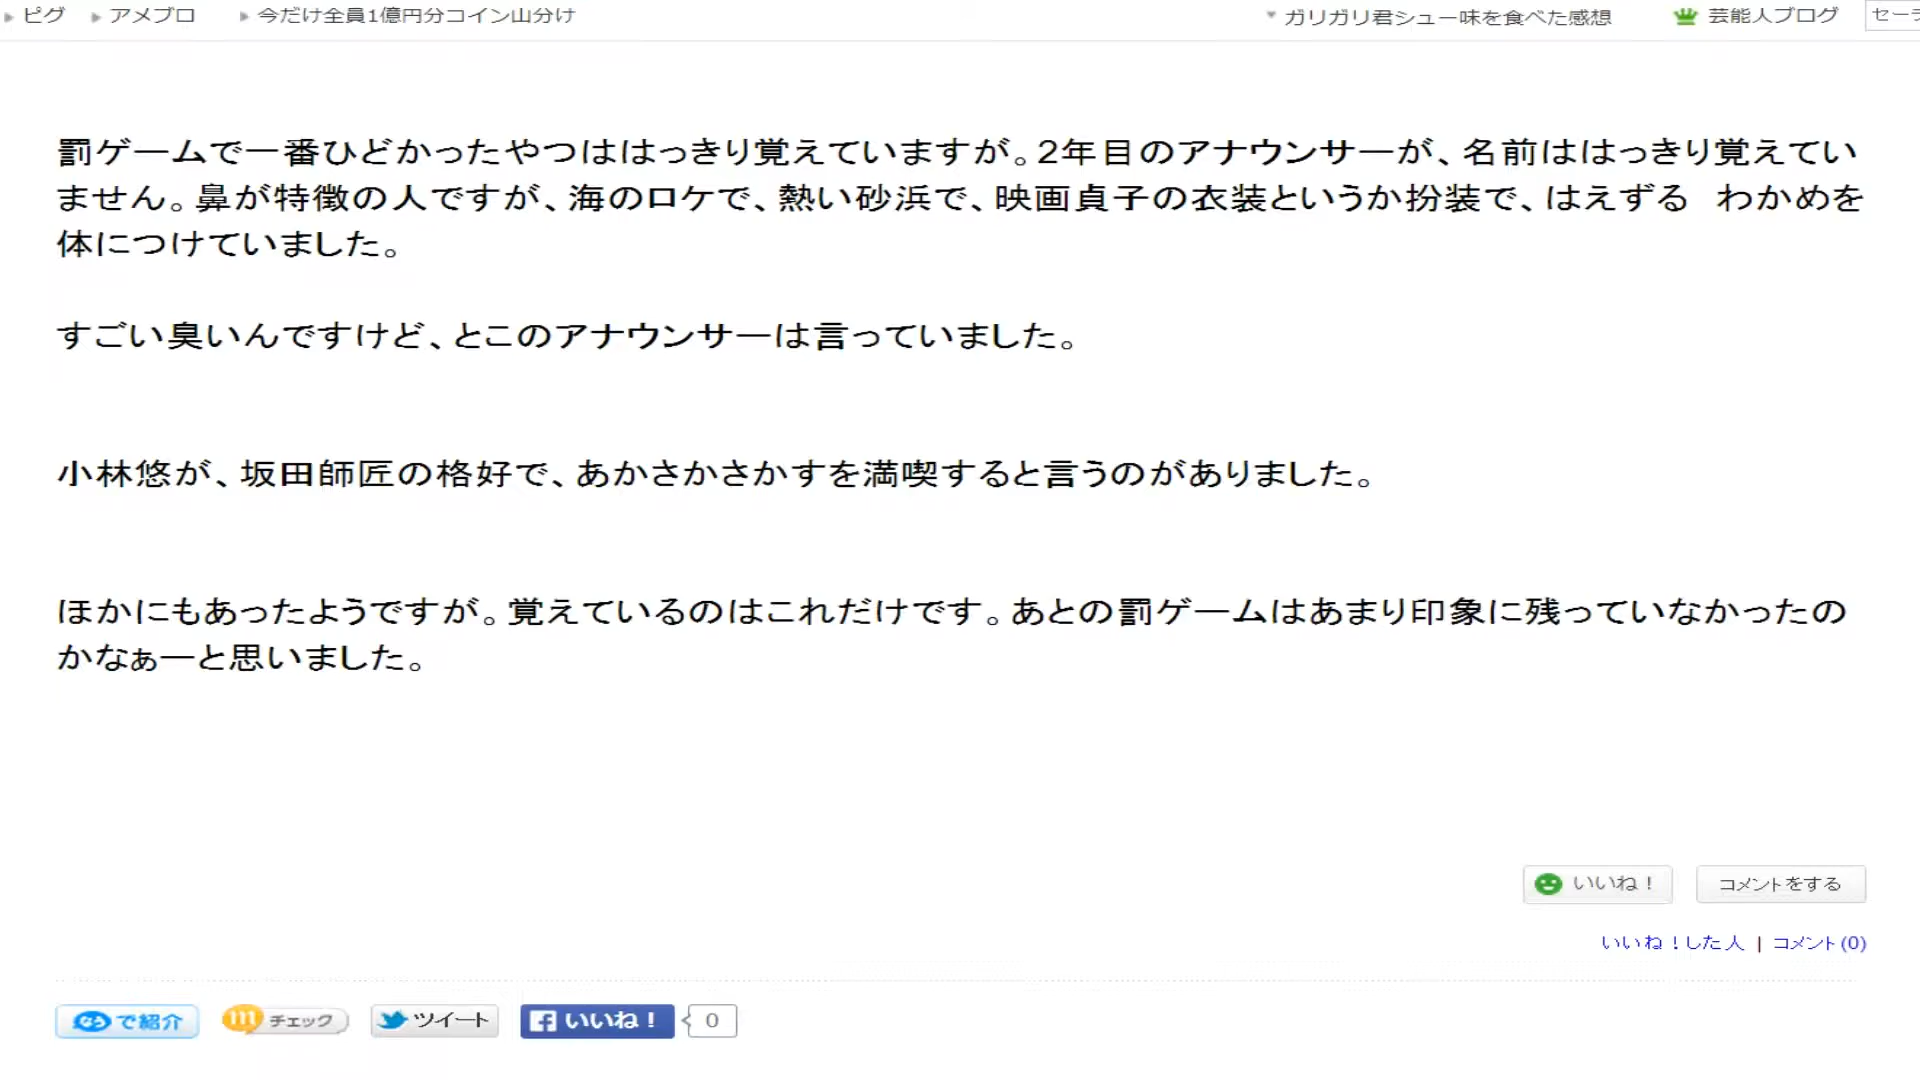 ピグ アメブロ 今だけ全員1億円分コイン山分け ガリガリ君シュー味を食べた感想 芸能人ブログ
罰ゲームで一番ひどかったやつははっきり覚えていますが。2年目のアナウンサーが、名前ははっきり覚えてい
ません。鼻が特徴の人ですが、海のロケで、熱い砂浜で、映画貞子の衣装というか扮装で、はえずる　わかめを
体につけていました。
すごい臭いんですけど、とこのアナウンサーは言っていました。
小林悠が、坂田師匠の格好で、あかさかさかすを満喫すると言うのがありました。
ほかにもあったようですが。覚えているのはこれだけです。あとの罰ゲームはあまり印象に残っていなかったの
かなぁーと思いました。
いいね！ コメントをする
いいね！した人 | コメント(0)
なうで紹介 チェック ツイート いいね！ 0